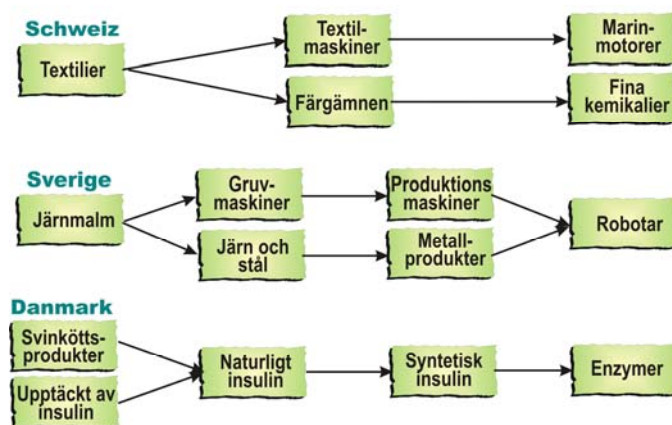 Schweiz
Textilier
Textil-
maskiner
Marin-
motorer
Färgämnen
Fina
kemikalier
Sverige
Järnmalm
Gruv-
maskiner
Produktions
maskiner
Järn och
stål
Metall-
produkter
Robotar
Danmark
Svinkötts-
produkter
Upptäckt av
insulin
Naturligt
insulin
Syntetisk
insulin
Enzymer